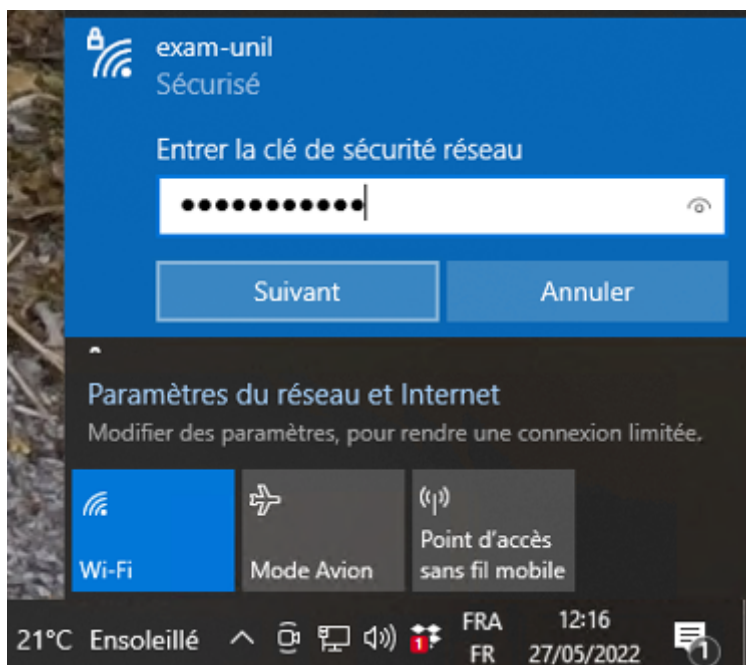 exam-unil
Sécurisé
Entrer la clé de sécurité réseau
●●●●●●●●●●●
Suivant
Annuler
Paramètres du réseau et Internet
Modifier des paramètres, pour rendre une connexion limitée.
Wi-Fi
Mode Avion
Point d'accès
sans fil mobile
21°C Ensoleillé
1
FRA
FR
12:16
27/05/2022
1